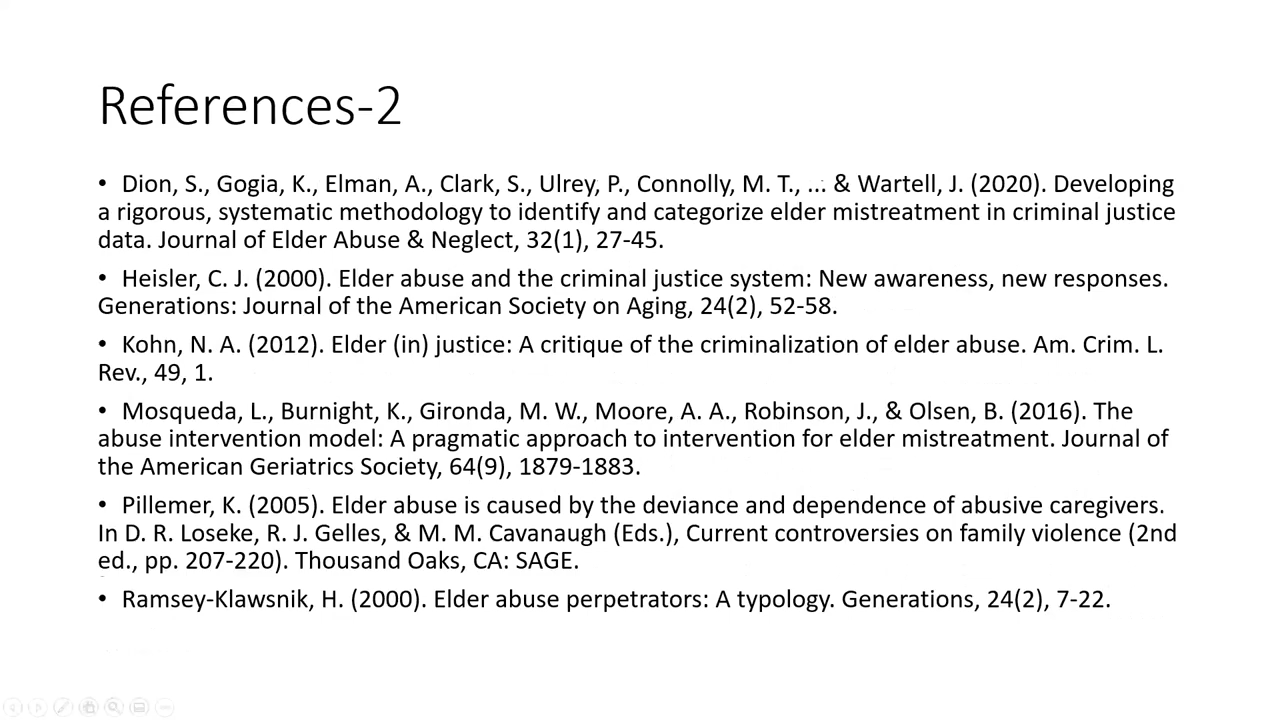 References-2
• Dion, S., Gogia, K., Elman, A., Clark, S., Ulrey, P., Connolly, M. T., ... & Wartell, J. (2020). Developing
a rigorous, systematic methodology to identify and categorize elder mistreatment in criminal justice
data. Journal of Elder Abuse & Neglect, 32(1), 27-45.
• Heisler, C. J. (2000). Elder abuse and the criminal justice system: New awareness, new responses.
Generations: Journal of the American Society on Aging, 24(2), 52-58.
• Kohn, N. A. (2012). Elder (in) justice: A critique of the criminalization of elder abuse. Am. Crim. L.
Rev., 49, 1.
• Mosqueda, L., Burnight, K., Gironda, M. W., Moore, A. A., Robinson, J., & Olsen, B. (2016). The
abuse intervention model: A pragmatic approach to intervention for elder mistreatment. Journal of
the American Geriatrics Society, 64(9), 1879-1883.
• Pillemer, K. (2005). Elder abuse is caused by the deviance and dependence of abusive caregivers.
In D. R. Loseke, R. J. Gelles, & M. M. Cavanaugh (Eds.), Current controversies on family violence (2nd
ed., pp. 207-220). Thousand Oaks, CA: SAGE.
• Ramsey-Klawsnik, H. (2000). Elder abuse perpetrators: A typology. Generations, 24(2), 7-22.